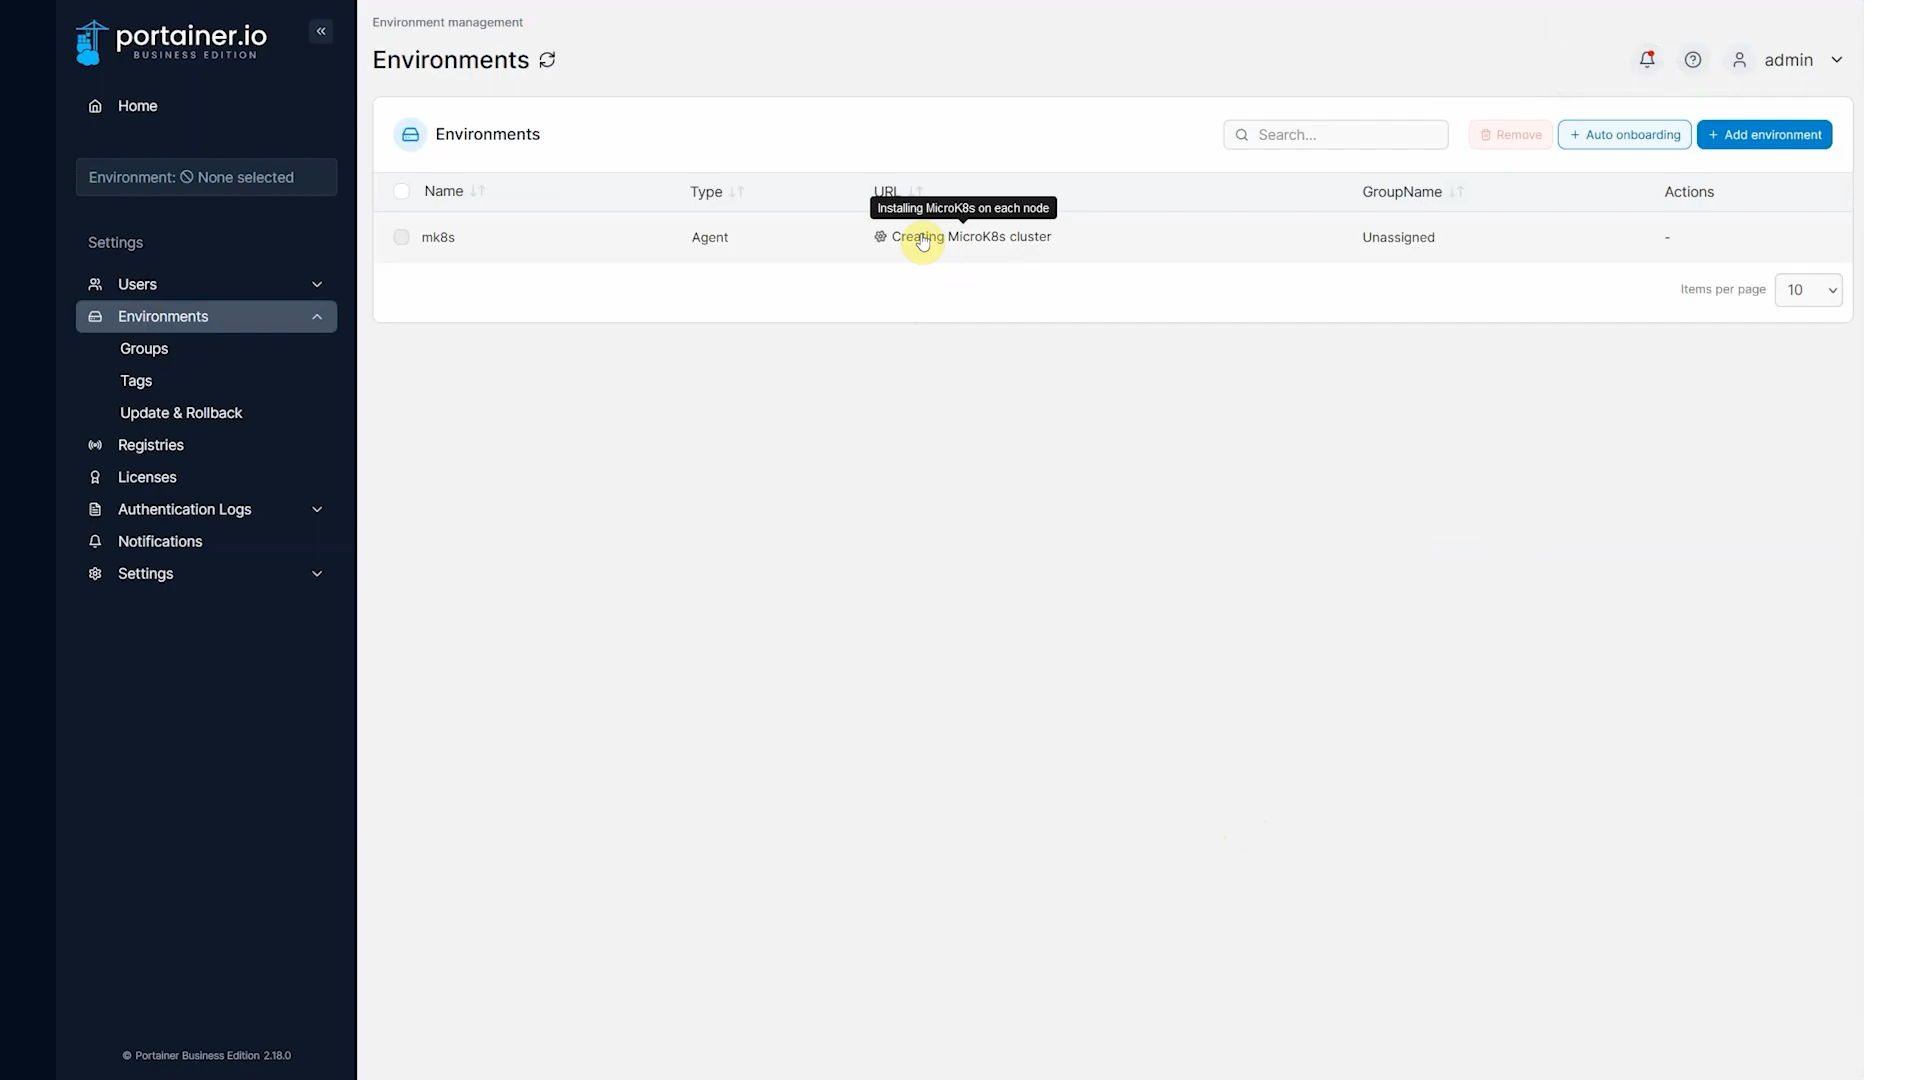 portainer.io
BUSINESS EDITION
Home
Environment: None selected
Settings
Users
Environments
Groups
Tags
Update & Rollback
Registries
Licenses
Authentication Logs
Notifications
Settings
© Portainer Business Edition 2.18.0
Environment management
Environments
admin
Environments
Search...
Remove
+ Auto onboarding
+ Add environment
Name Type URL GroupName Actions
Installing MicroK8s on each node
mk8s Agent Creating MicroK8s cluster Unassigned -
Items per page 10